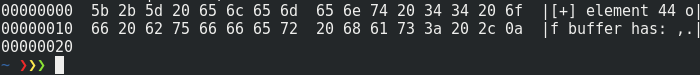 00000000  5b 2b 5d 20 65 6c 65 6d  65 6e 74 20 34 34 20 6f  |[+] element 44 o|
00000010  66 20 62 75 66 66 65 72  20 68 61 73 3a 20 2c 0a  |f buffer has: ,.|
00000020
~ ❯❯❯